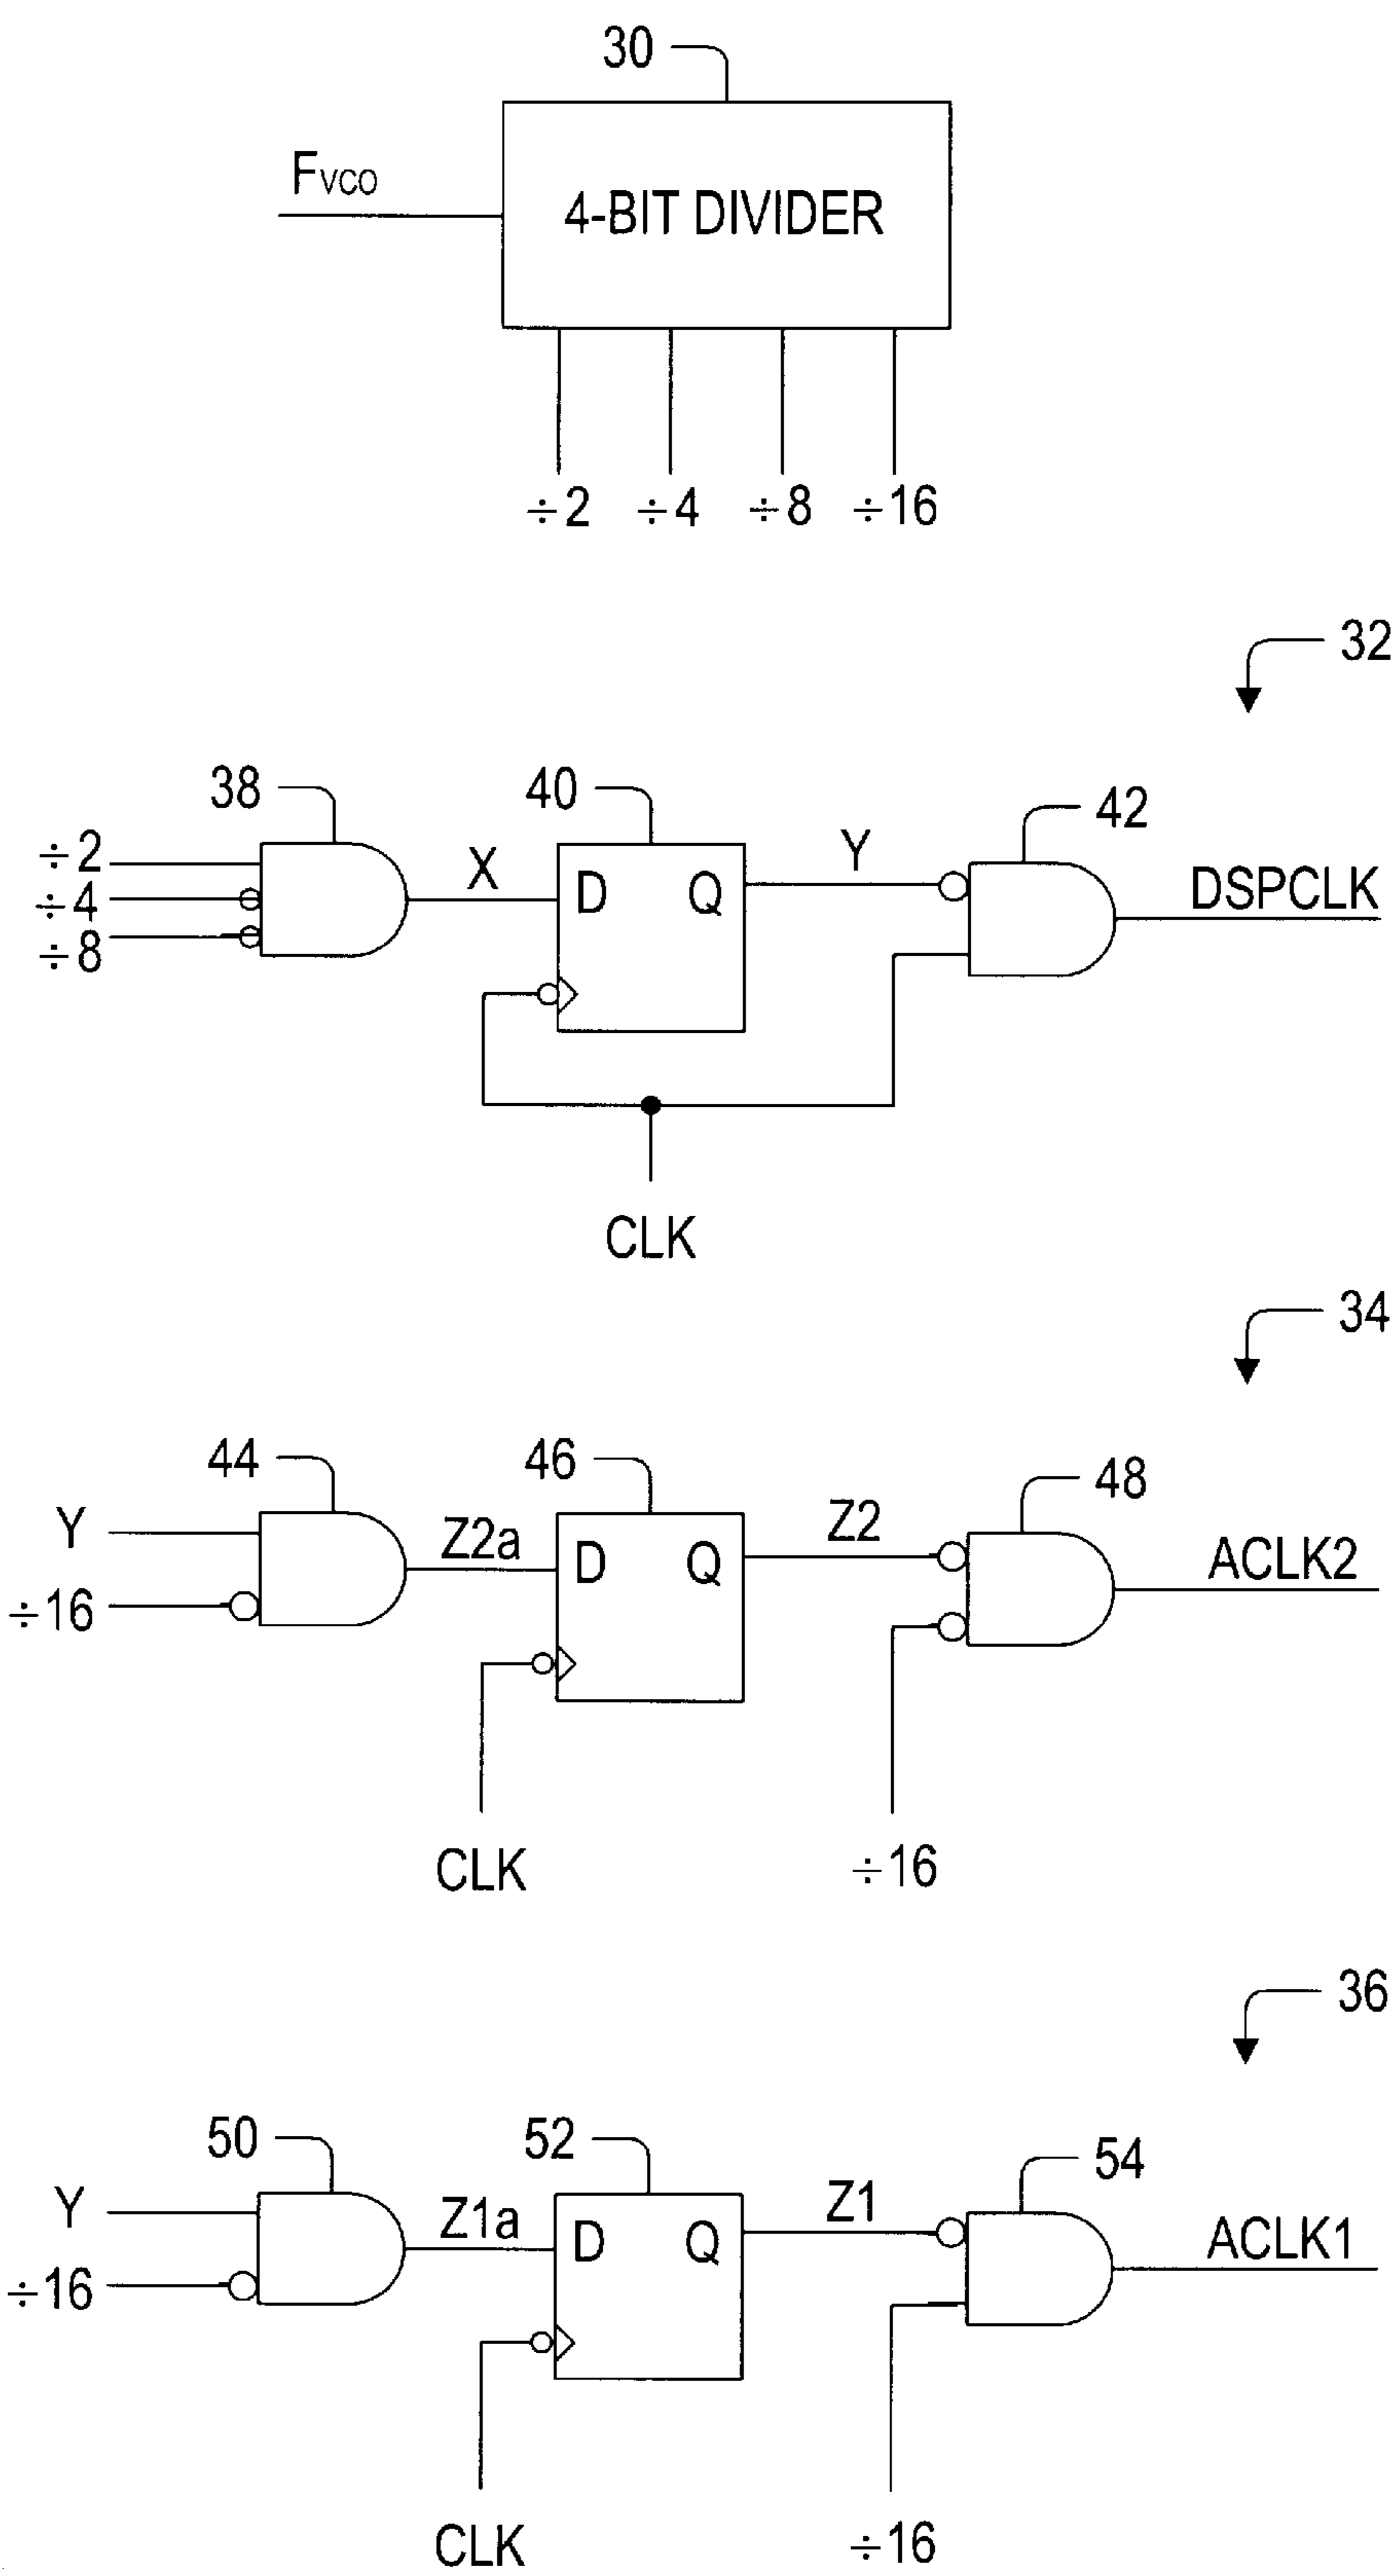 30
FVCO
4-BIT DIVIDER
÷2 ÷4 ÷8 ÷16
32
38
40
42
÷2
÷4
÷8
X
D Q
Y
DSPCLK
CLK
34
44
46
48
Y
÷16
Z2a
D Q
Z2
ACLK2
CLK
÷16
36
50
52
54
Y
÷16
Z1a
D Q
Z1
ACLK1
CLK
÷16